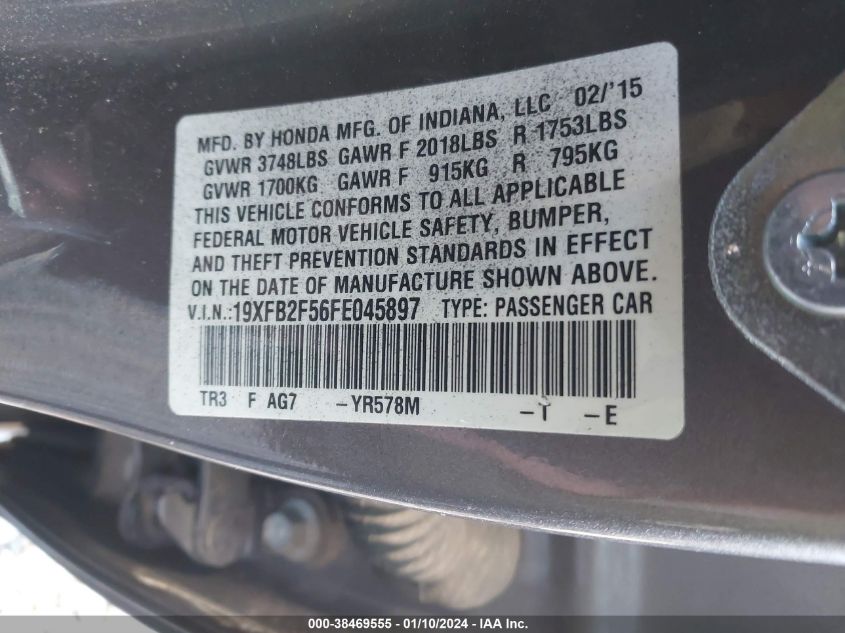 MFD. BY HONDA MFG. OF INDIANA, LLC 02/'15
GVWR 3748LBS GAWR F 2018LBS R 1753LBS
GVWR 1700KG GAWR F 915KG R 795KG
THIS VEHICLE CONFORMS TO ALL APPLICABLE
FEDERAL MOTOR VEHICLE SAFETY, BUMPER,
AND THEFT PREVENTION STANDARDS IN EFFECT
ON THE DATE OF MANUFACTURE SHOWN ABOVE.
V.I.N.:19XFB2F56FE045897 TYPE: PASSENGER CAR
TR3 F AG7 -YR578M -T -E
000-38469555 - 01/10/2024 - IAA Inc.